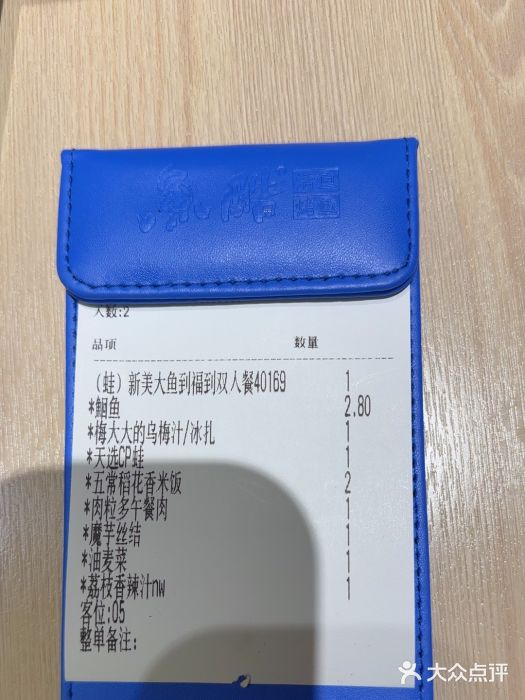 人数:2
品项 数量
(蛙)新美大鱼到福到双人餐40169 1
*鮰鱼 2.80
*梅大大的乌梅汁/冰扎 1
*天选CP蛙 1
*五常稻花香米饭 2
*肉粒多午餐肉 1
*魔芋丝结 1
*油麦菜 1
*荔枝香辣汁nw 1
客位:05
整单备注:
大众点评